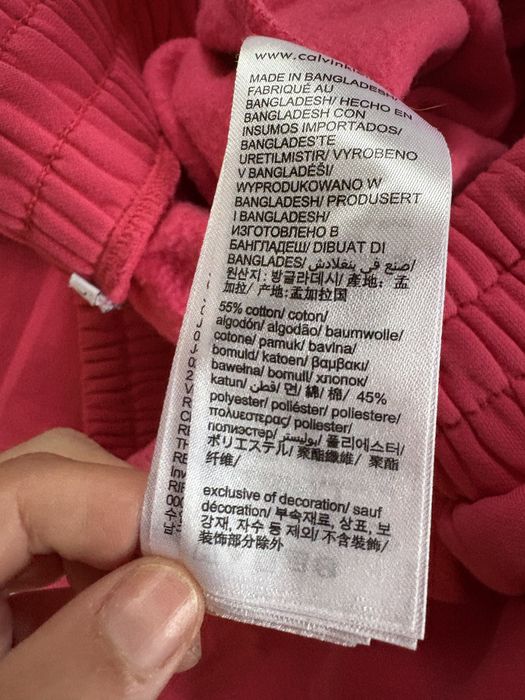 www.calvinkl
MADE IN BANGLADESH/
FABRIQUÉ AU
BANGLADESH/ HECHO EN
BANGLADESH CON
INSUMOS IMPORTADOS/
BANGLADEŞ'TE
URETILMISTIR/ VYROBENO
V BANGLADÉŠI/
WYPRODUKOWANO W
BANGLADESH/ PRODUSERT
I BANGLADESH/
ИЗГОТОВЛЕНО В
БАНГЛАДЕШ/ DIBUAT DI
BANGLADES/ صنع في بنغلاديش/
원산지: 방글라데시/ 產地: 孟
加拉/ 产地:孟加拉国
55% cotton/ coton/
algodón/ algodão/ baumwolle/
cotone/ pamuk/ bavlna/
bomuld/ katoen/ βαμβακι/
bawełna/ bomull/ хлопок/
katun/ قطن/ 면/ 綿/ 棉/ 45%
polyester/ poliéster/ poliestere/
πολυεστερας/ poliester/
полиэстер/ بوليستر/ 폴리에스터/
ポリエステル/ 聚酯纖維/ 聚酯
纤维/
exclusive of decoration/ sauf
décoration/ 부속재료, 상표, 보
강재, 자수 등 제외/ 不含裝飾/
装饰部分除外